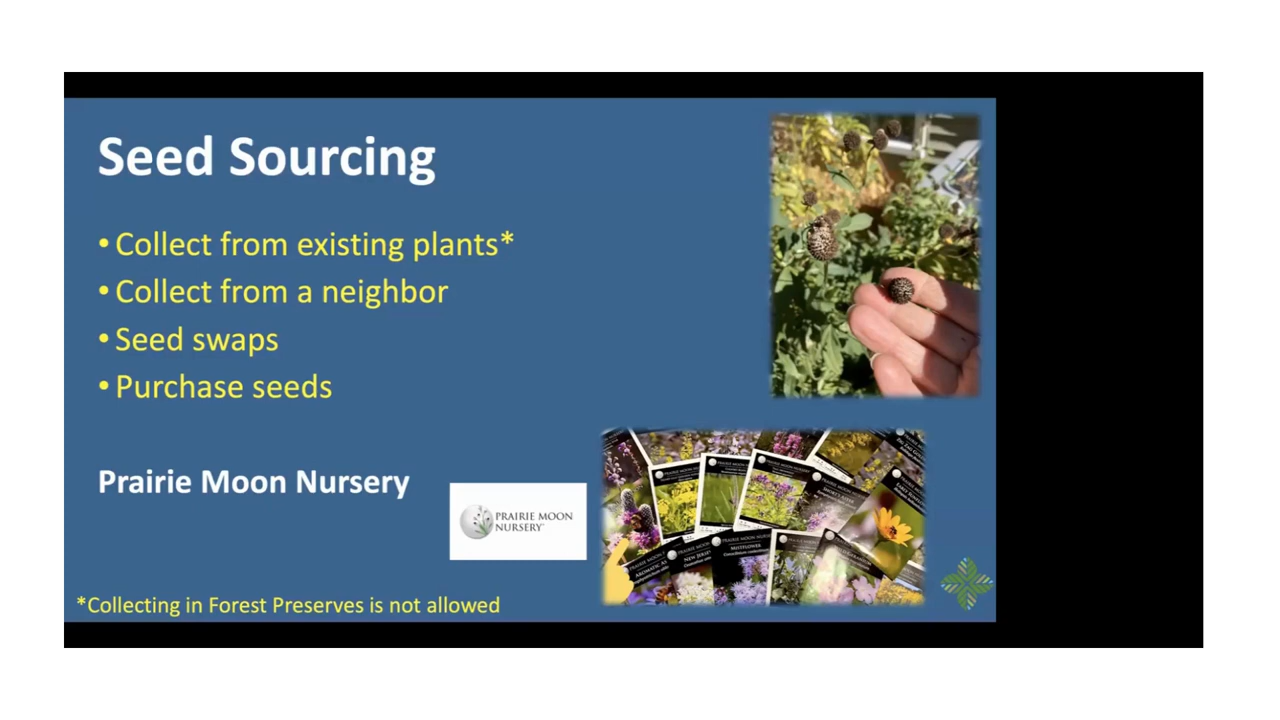 Seed Sourcing
• Collect from existing plants*
• Collect from a neighbor
• Seed swaps
• Purchase seeds
Prairie Moon Nursery
PRAIRIE MOON
NURSERY
*Collecting in Forest Preserves is not allowed